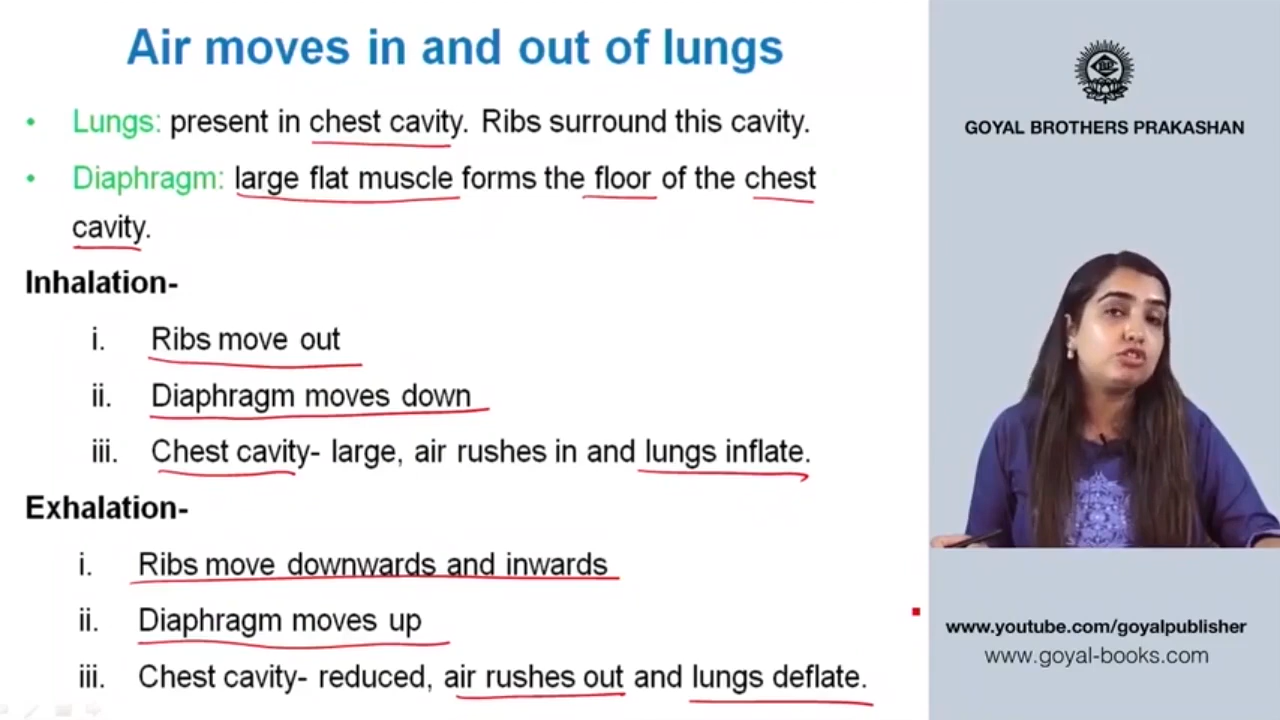 Air moves in and out of lungs
• Lungs: present in chest cavity. Ribs surround this cavity.
• Diaphragm: large flat muscle forms the floor of the chest
cavity.
Inhalation-
i. Ribs move out
ii. Diaphragm moves down
iii. Chest cavity- large, air rushes in and lungs inflate.
Exhalation-
i. Ribs move downwards and inwards
ii. Diaphragm moves up
iii. Chest cavity- reduced, air rushes out and lungs deflate.
GOYAL BROTHERS PRAKASHAN
www.youtube.com/goyalpublisher
www.goyal-books.com